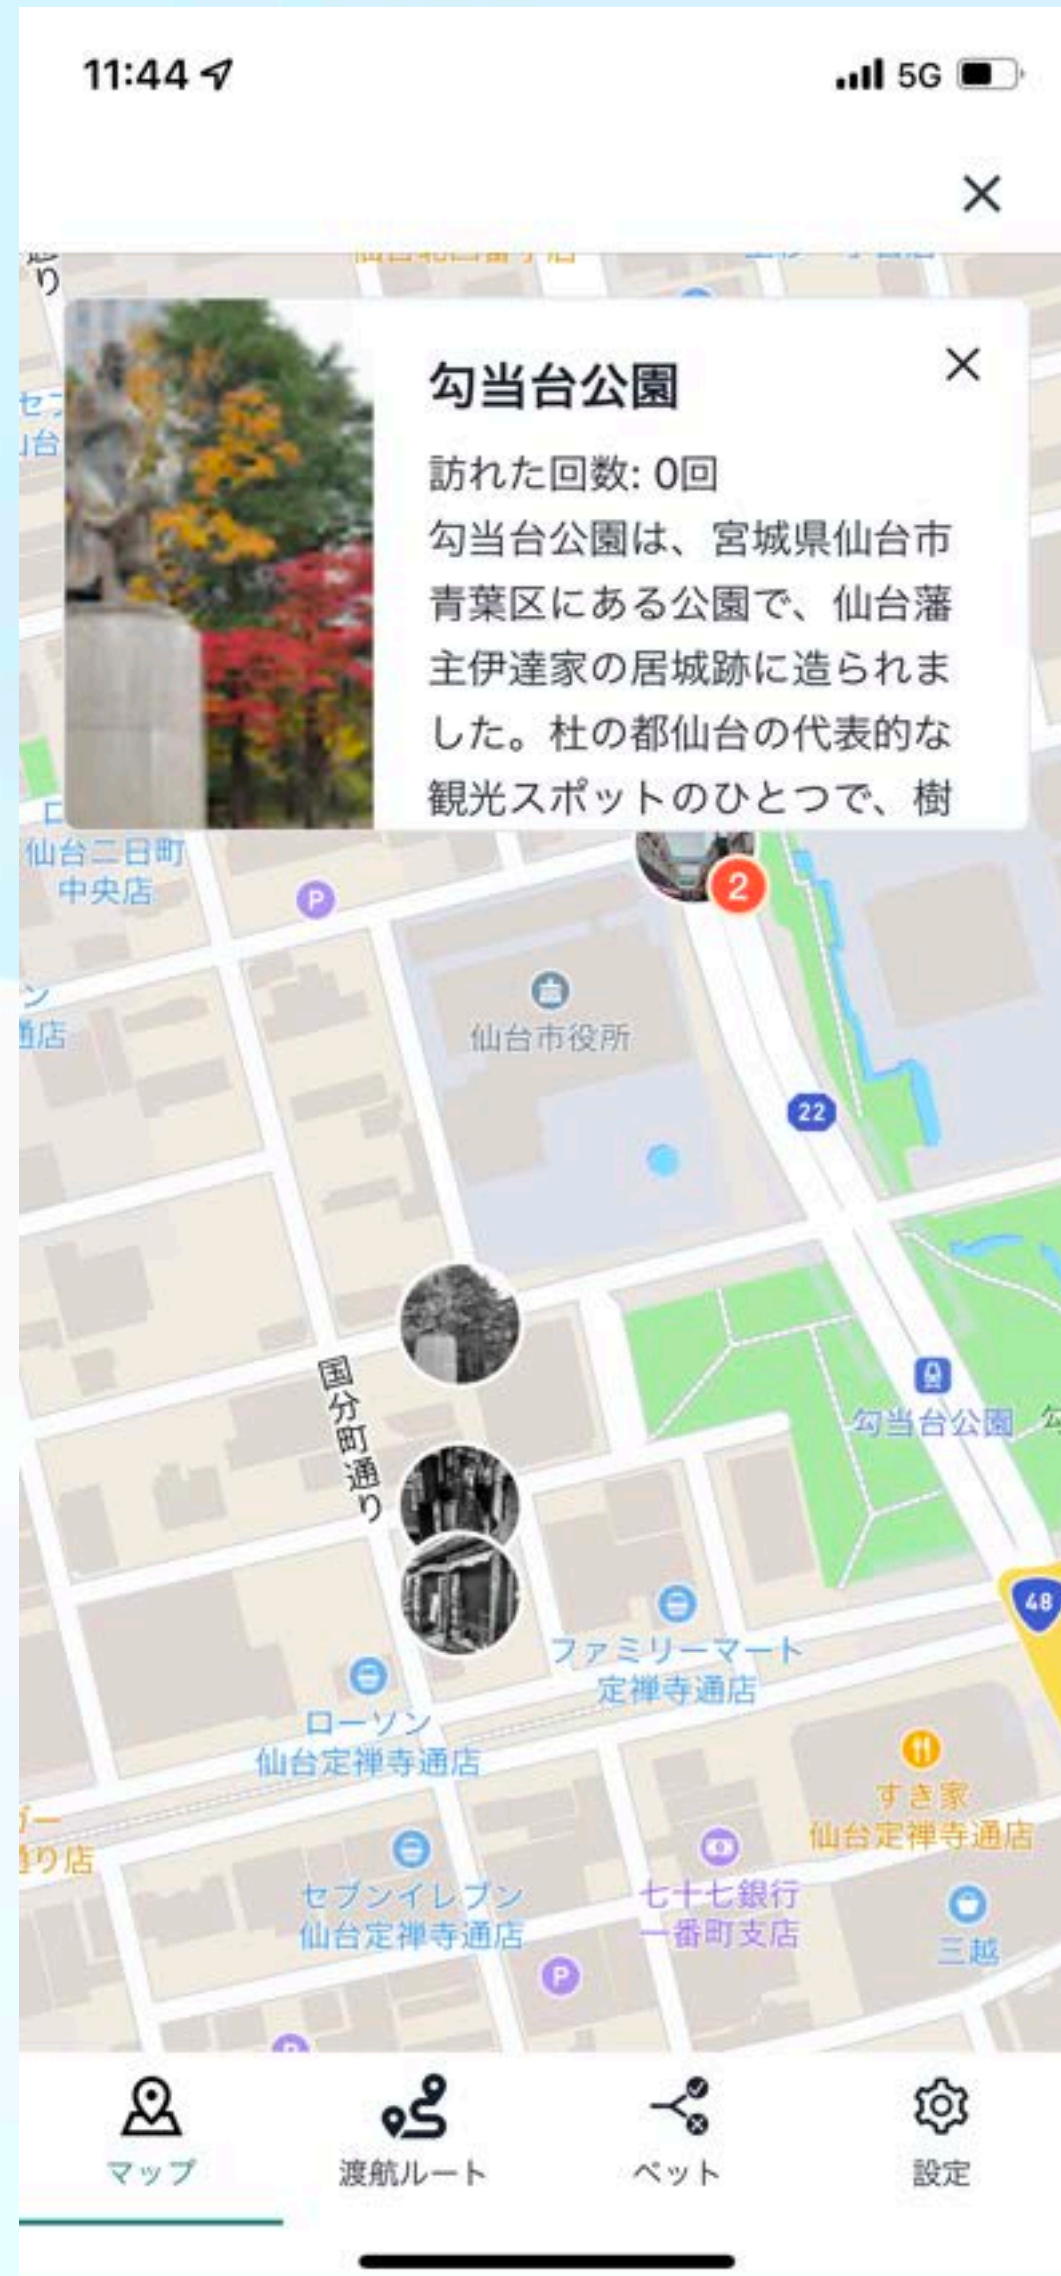 11:44
5G
勾当台公園
訪れた回数: 0回
勾当台公園は、宮城県仙台市
青葉区にある公園で、仙台藩
主伊達家の居城跡に造られま
した。杜の都仙台の代表的な
観光スポットのひとつで、樹
仙台二日町
中央店
P
2
仙台市役所
22
国分町通り
勾当台公園
48
ファミリーマート
定禅寺通店
ローソン
仙台定禅寺通店
すき家
仙台定禅寺通店
セブンイレブン
仙台定禅寺通店
七十七銀行
一番町支店
三越
P
マップ
渡航ルート
ベット
設定